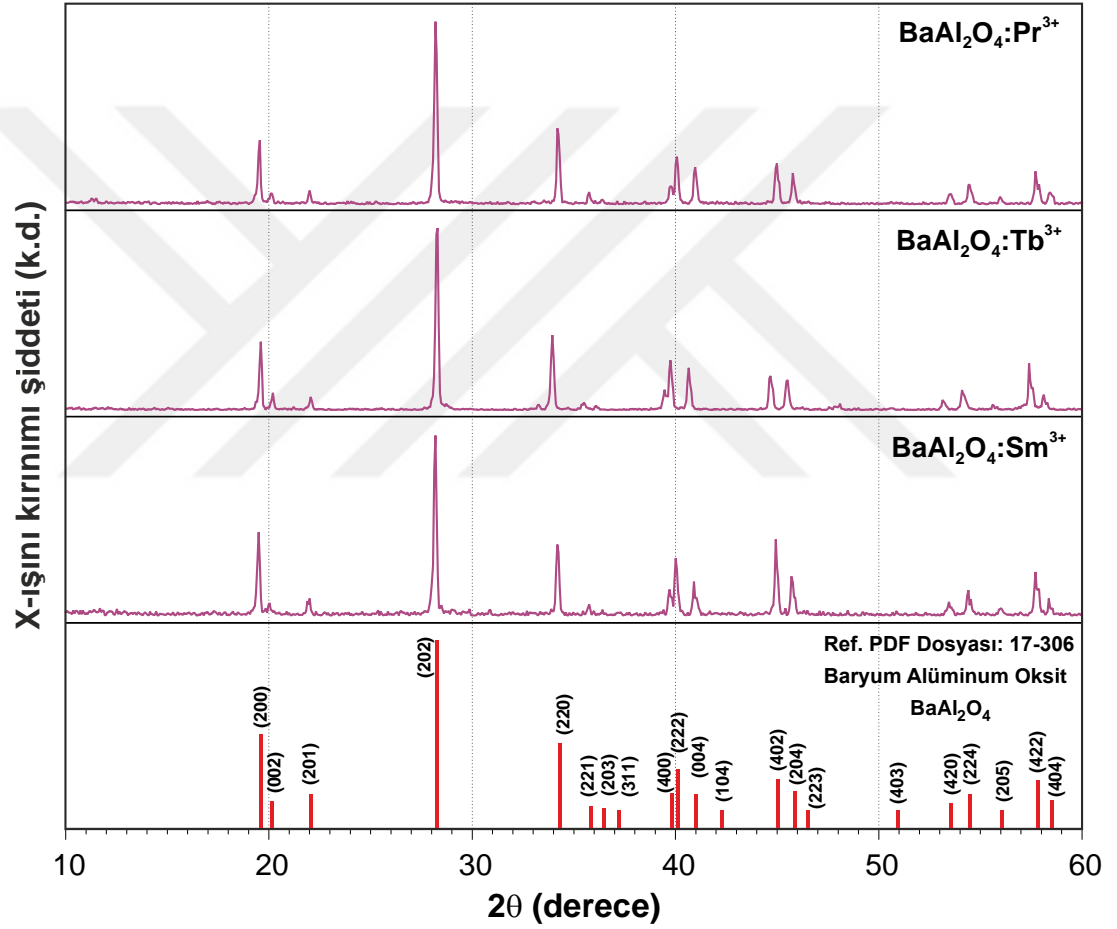 X-ışını kırınımı şiddeti (k.d.)
BaAl₂O₄:Pr³⁺
BaAl₂O₄:Tb³⁺
BaAl₂O₄:Sm³⁺
Ref. PDF Dosyası: 17-306
Baryum Alüminum Oksit
BaAl₂O₄
(200)
(002)
(201)
(202)
(220)
(221)
(203)
(311)
(400)
(222)
(004)
(104)
(402)
(204)
(223)
(403)
(420)
(224)
(205)
(422)
(404)
10 20 30 40 50 60
2θ (derece)